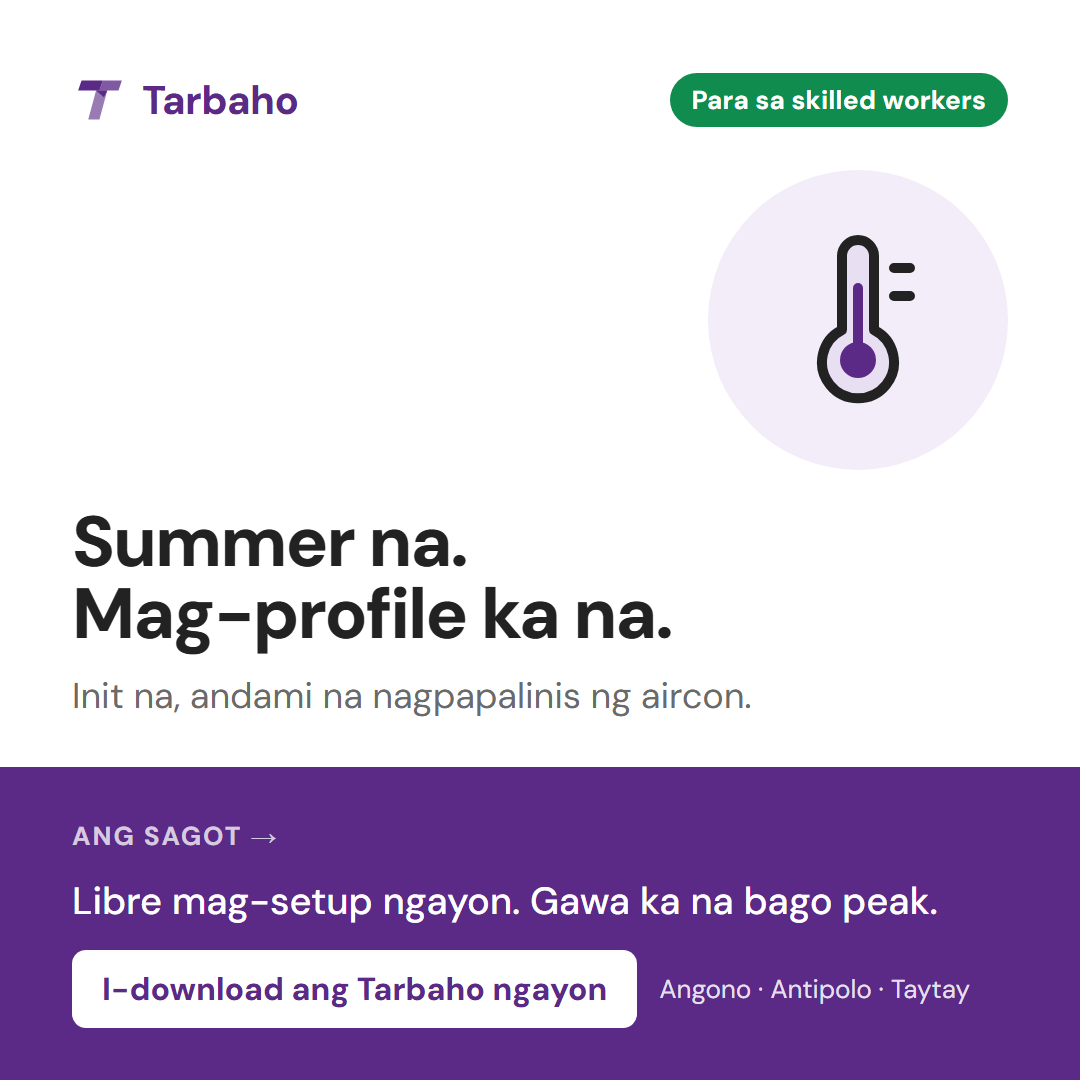 Tarbaho
Para sa skilled workers
Summer na.
Mag-profile ka na.
Init na, andami na nagpapalinis ng aircon.
ANG SAGOT →
Libre mag-setup ngayon. Gawa ka na bago peak.
I-download ang Tarbaho ngayon
Angono · Antipolo · Taytay